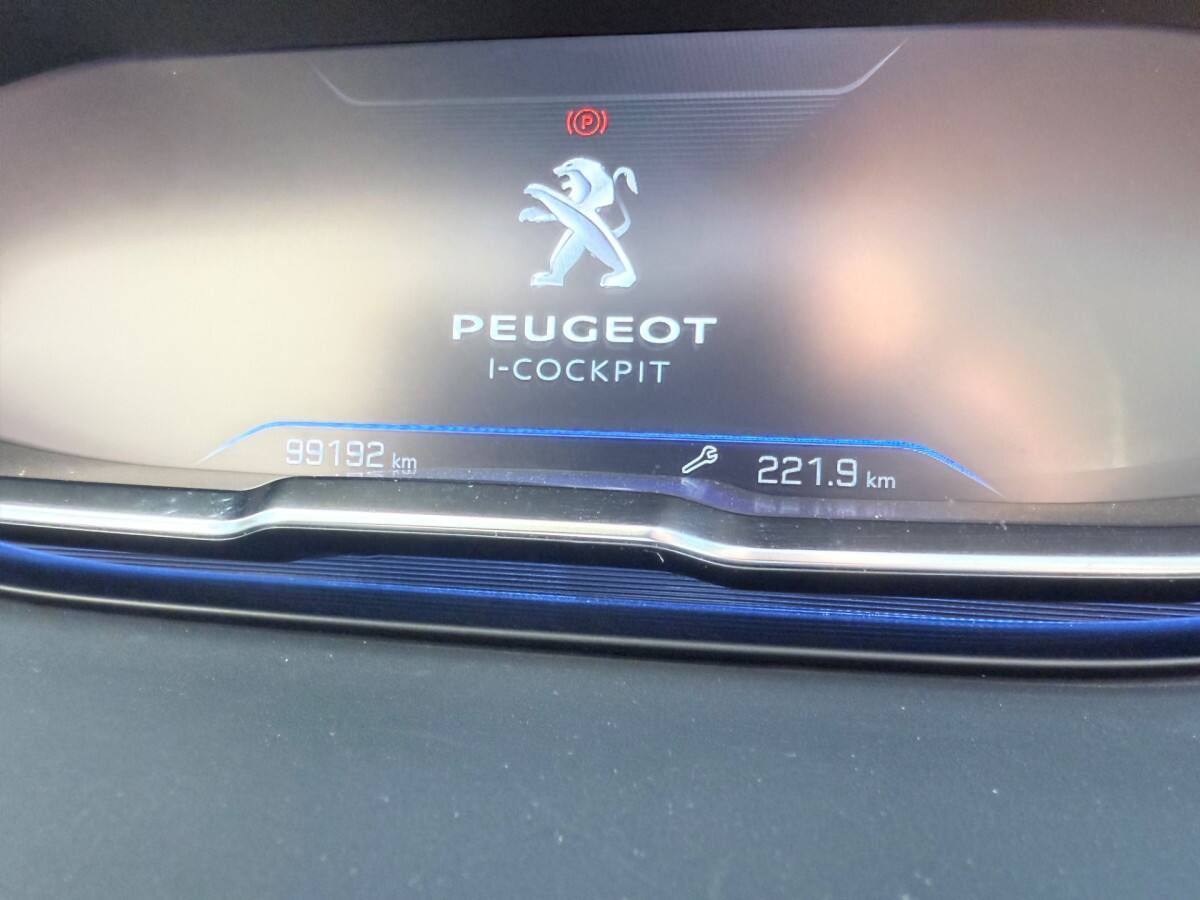 P
PEUGEOT
I-COCKPIT
99192 km
221.9 km